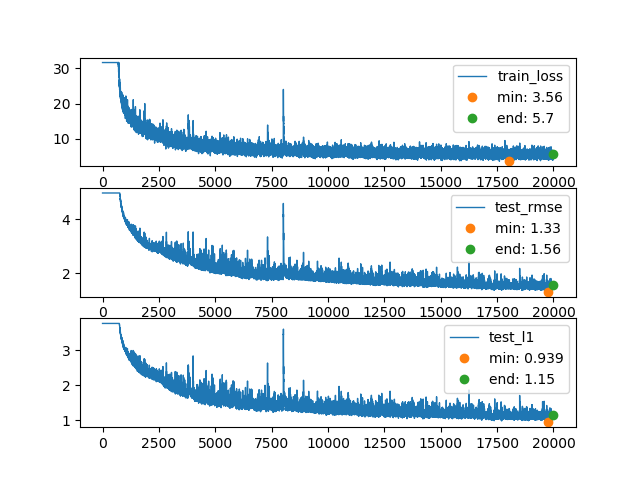 30
20
10
train_loss
min: 3.56
end: 5.7
0 2500 5000 7500 10000 12500 15000 17500 20000
4
2
test_rmse
min: 1.33
end: 1.56
0 2500 5000 7500 10000 12500 15000 17500 20000
3
2
1
test_l1
min: 0.939
end: 1.15
0 2500 5000 7500 10000 12500 15000 17500 20000